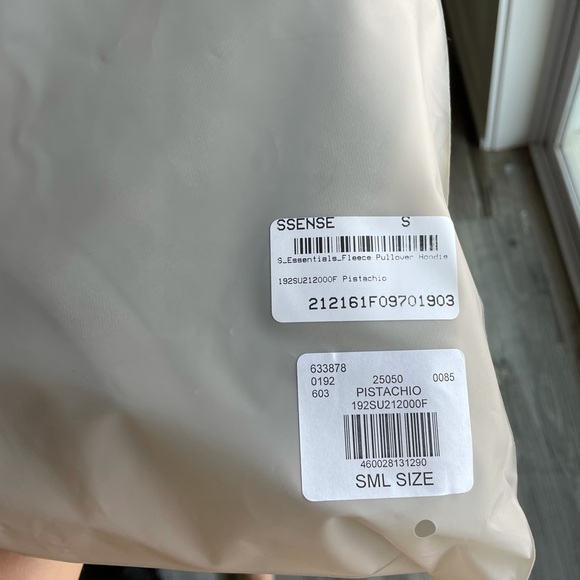 SSENSE S
S_Essentials_Fleece Pullover Hoodie
192SU212000F Pistachio
212161F09701903
633878
0192 25050 0085
603 PISTACHIO
192SU212000F
460028131290
SML SIZE